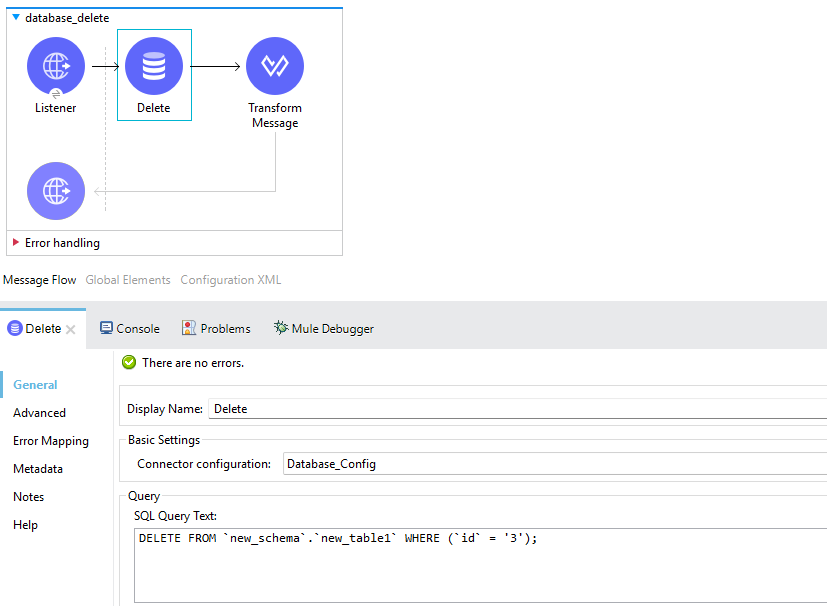 database_delete
Listener
Delete
Transform
Message
Error handling
Message Flow Global Elements Configuration XML
Delete Console Problems Mule Debugger
There are no errors.
General
Advanced
Error Mapping
Metadata
Notes
Help
Display Name: Delete
Basic Settings
Connector configuration: Database_Config
Query
SQL Query Text:
DELETE FROM `new_schema`.`new_table1` WHERE (`id` = '3');